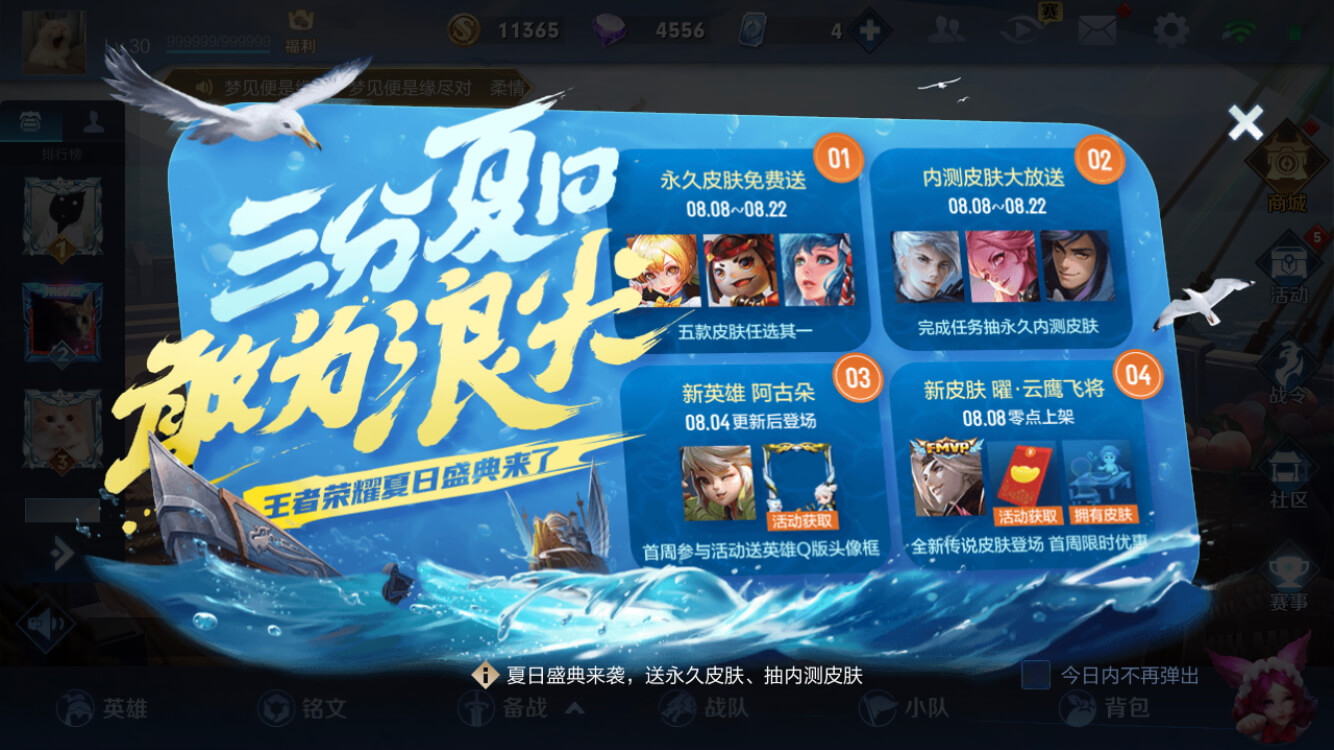 Lv.30
999999/999999
福利
11365
4556
4
赛
梦见便是缘尽对 柔情
排行榜
1
2
3
三分夏日
敢为浪尖
王者荣耀夏日盛典来了
01
永久皮肤免费送
08.08~08.22
五款皮肤任选其一
02
内测皮肤大放送
08.08~08.22
完成任务抽永久内测皮肤
03
新英雄 阿古朵
08.04更新后登场
活动获取
首周参与活动送英雄Q版头像框
04
新皮肤 曜·云鹰飞将
08.08零点上架
FMVP
活动获取
拥有皮肤
全新传说皮肤登场 首周限时优惠
商城
5
活动
战令
社区
赛事
夏日盛典来袭，送永久皮肤、抽内测皮肤
今日内不再弹出
英雄
铭文
备战
战队
小队
背包